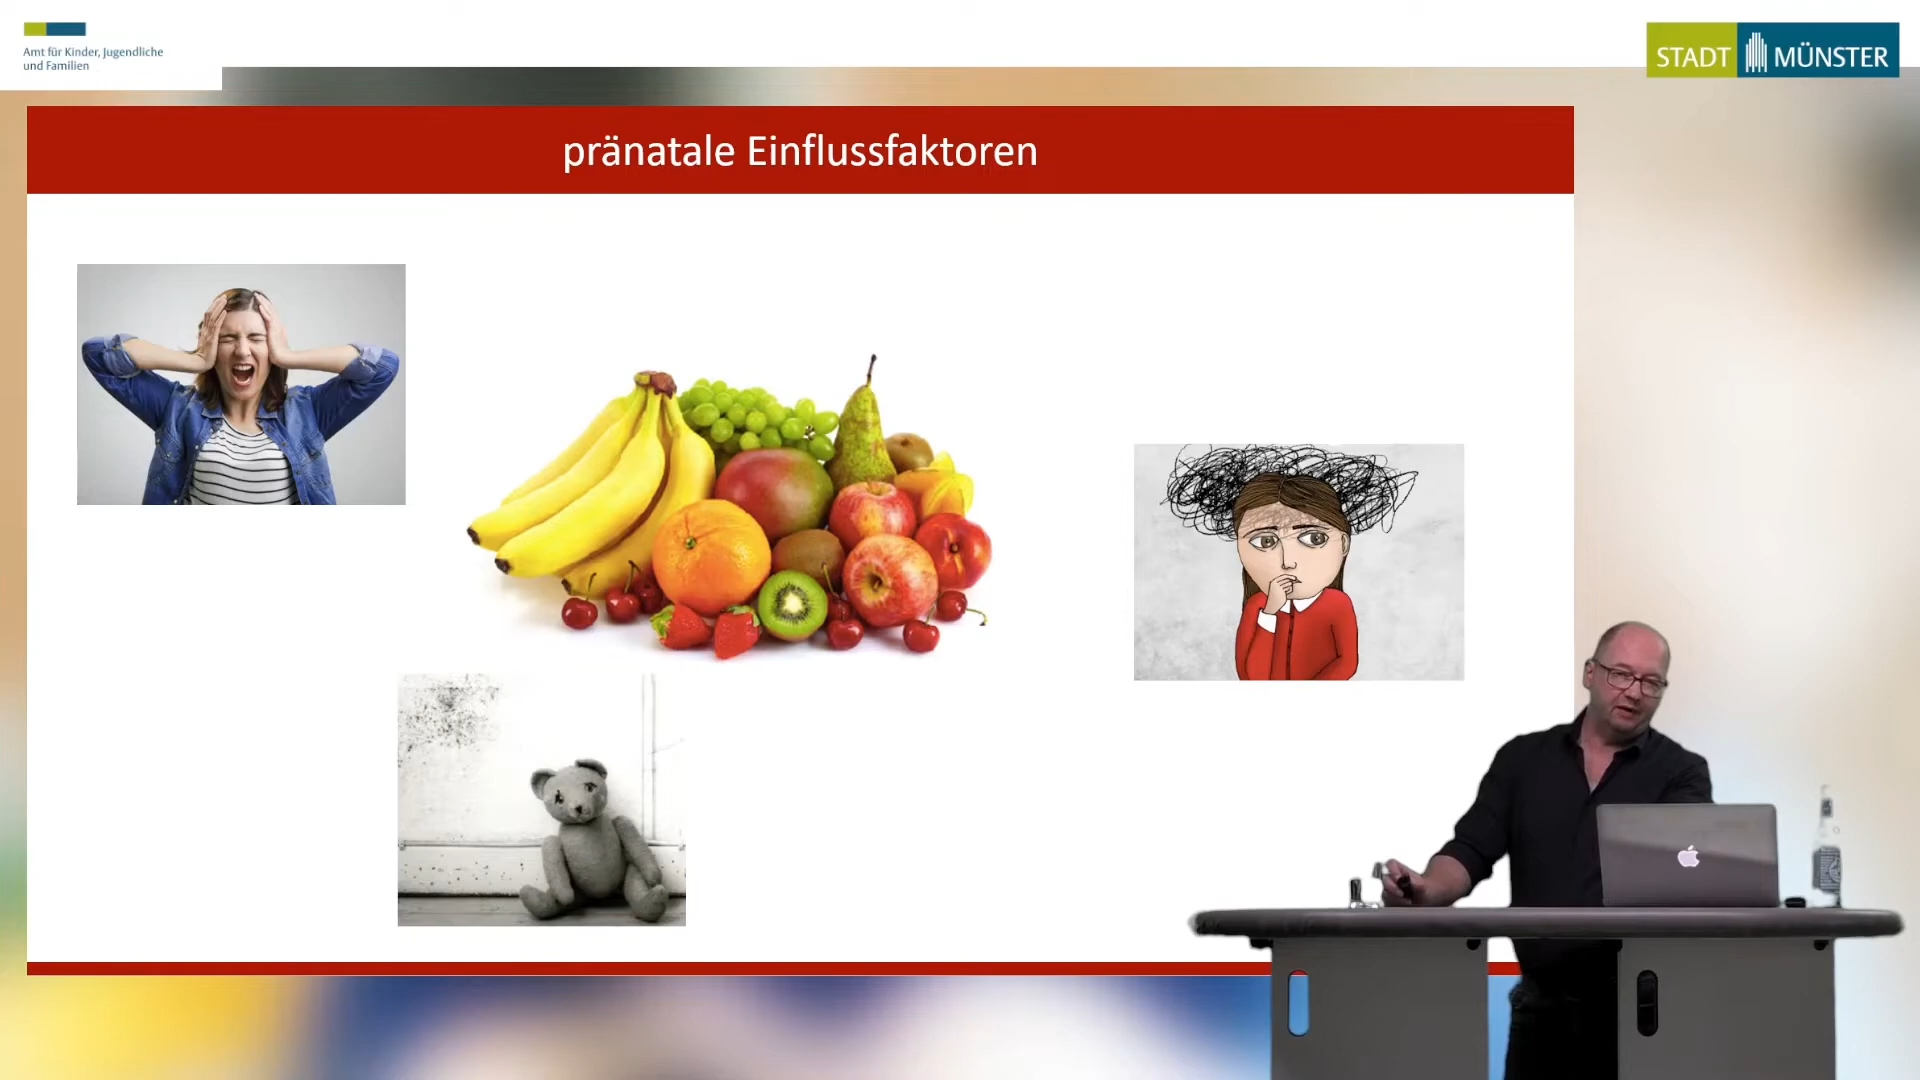 Amt für Kinder, Jugendliche
und Familien
STADT MÜNSTER
pränatale Einflussfaktoren